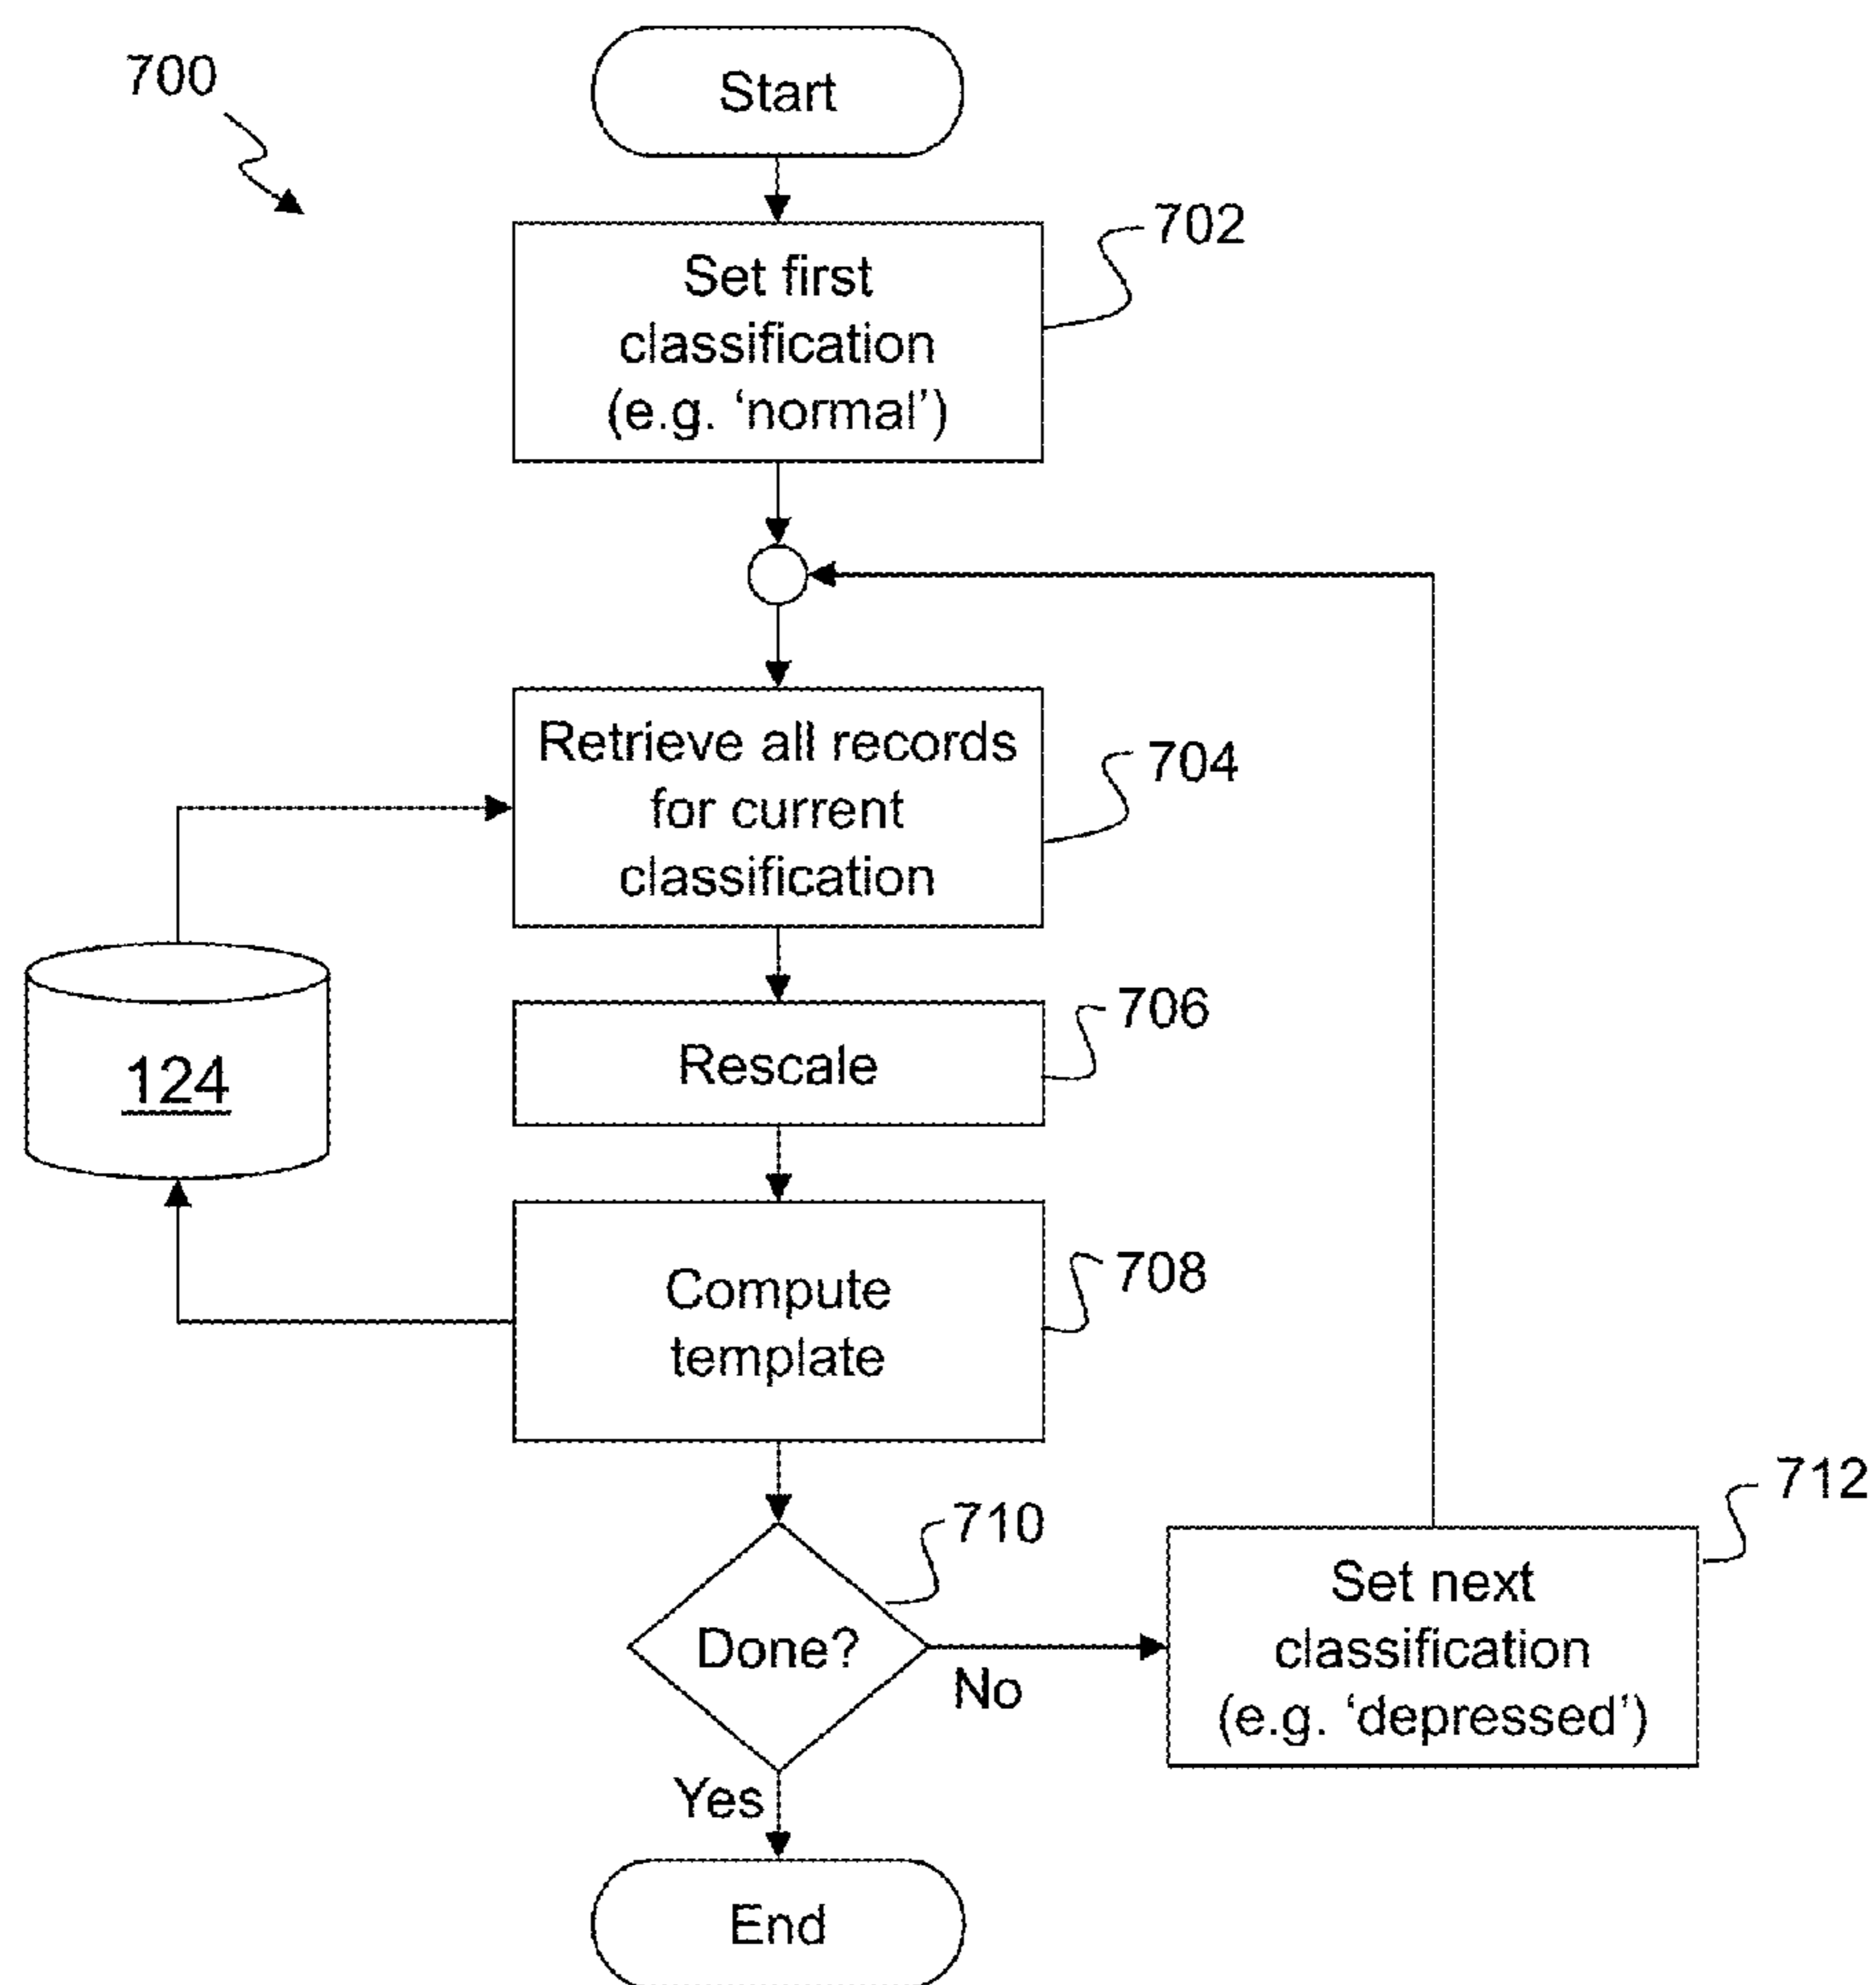 700
Start
702
Set first
classification
(e.g. ‘normal’)
Retrieve all records
for current
classification
704
706
Rescale
124
708
Compute
template
710
Done?
No
712
Set next
classification
(e.g. ‘depressed’)
Yes
End